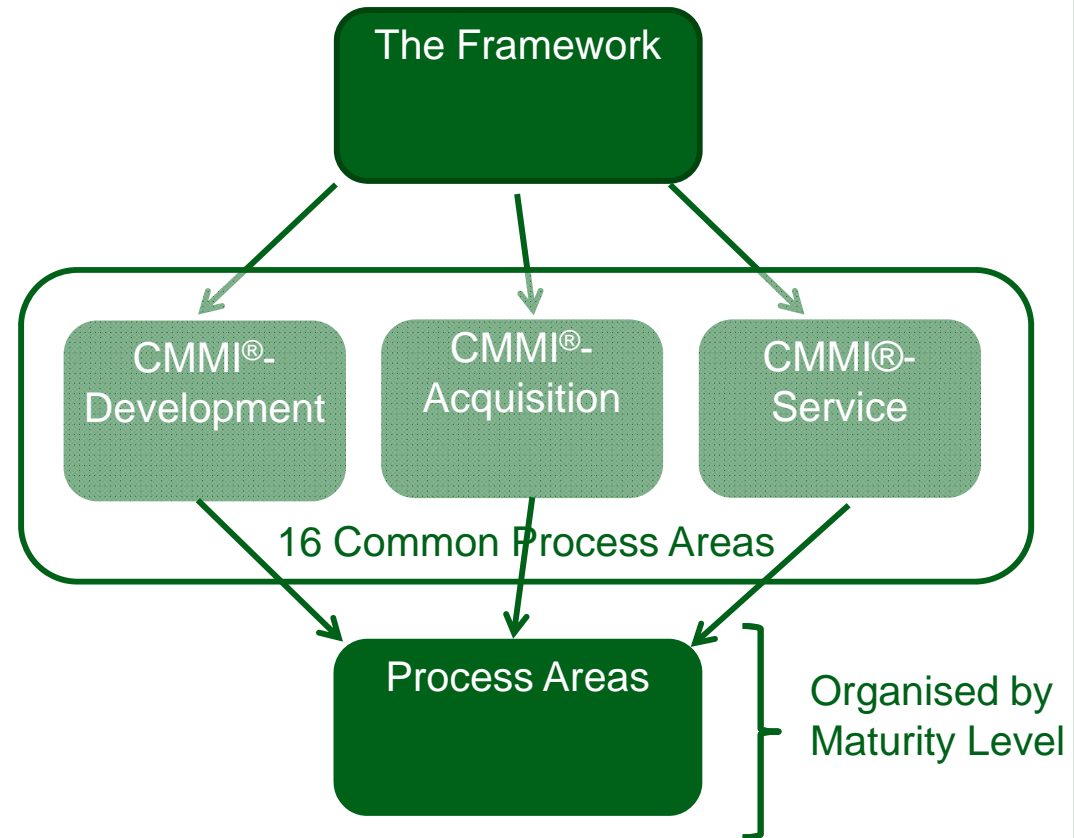 The Framework
CMMI®-
Development
CMMI®-
Acquisition
CMMI®-
Service
16 Common Process Areas
Process Areas
Organised by
Maturity Level